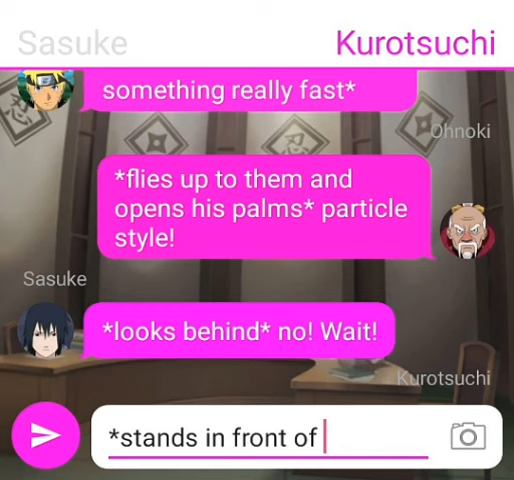 Sasuke Kurotsuchi
something really fast*
Ohnoki
*flies up to them and
opens his palms* particle
style!
Sasuke
*looks behind* no! Wait!
Kurotsuchi
*stands in front of